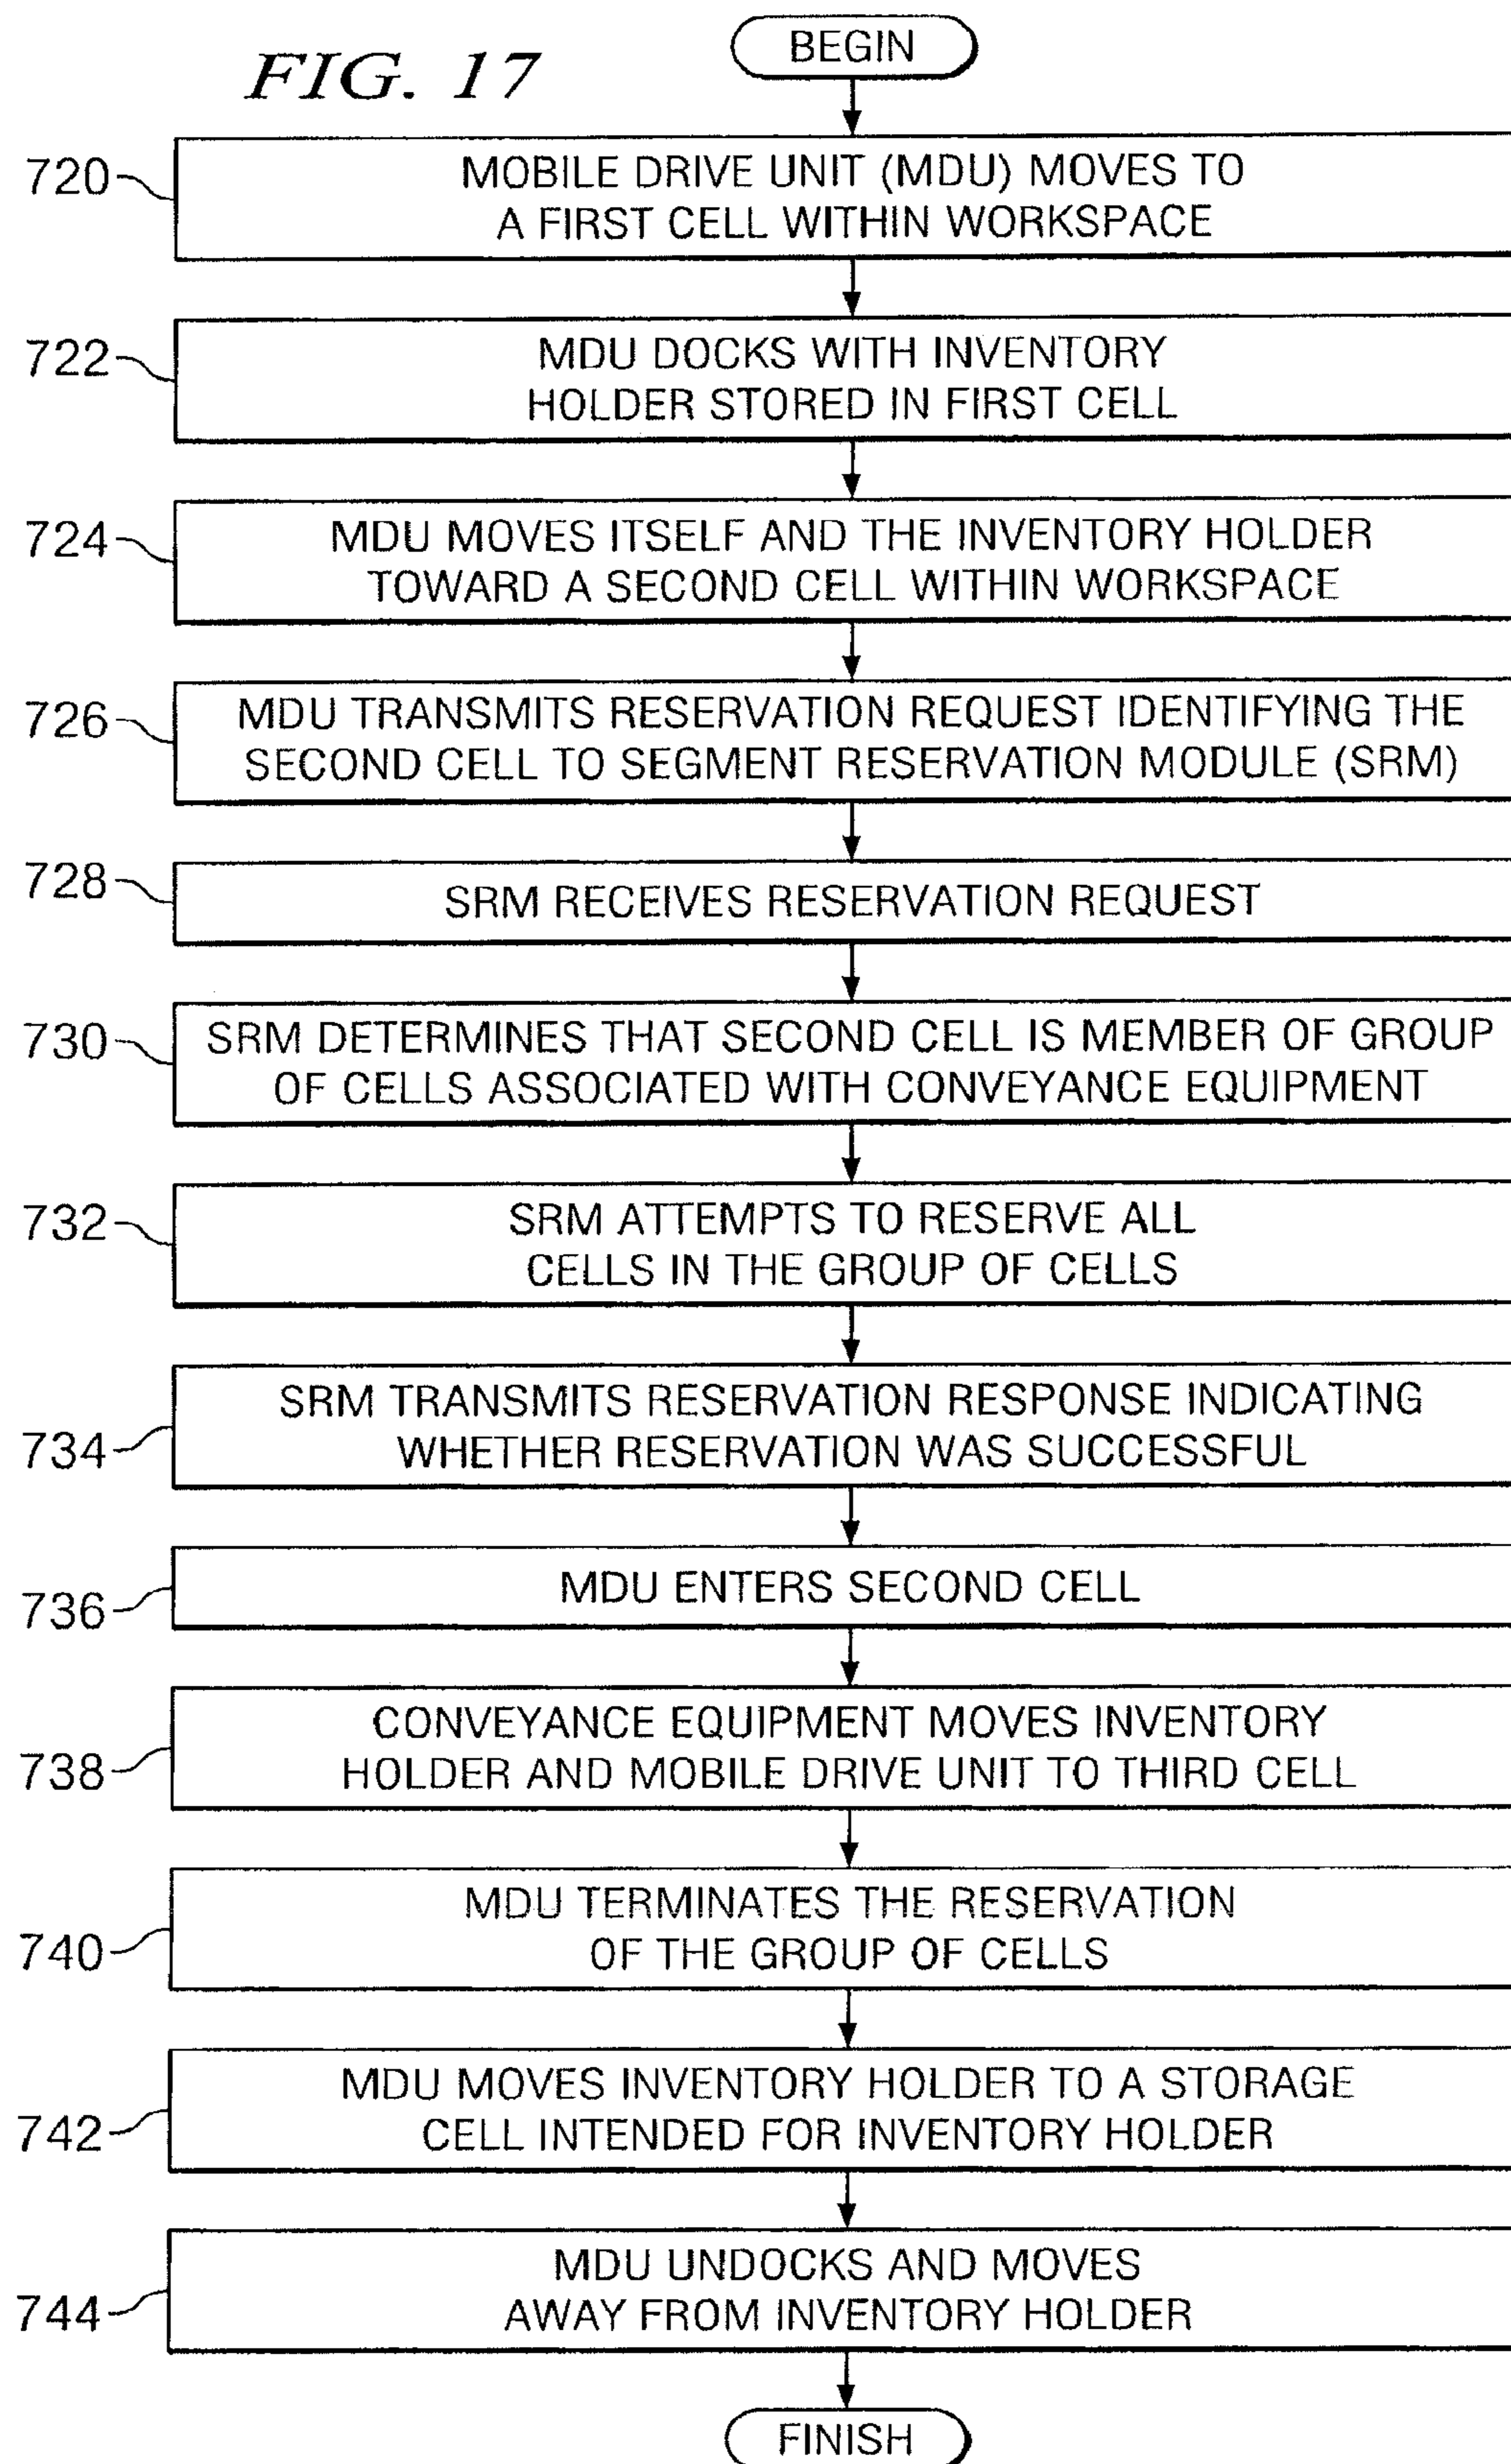 FIG. 17
BEGIN
720
MOBILE DRIVE UNIT (MDU) MOVES TO
A FIRST CELL WITHIN WORKSPACE
722
MDU DOCKS WITH INVENTORY
HOLDER STORED IN FIRST CELL
724
MDU MOVES ITSELF AND THE INVENTORY HOLDER
TOWARD A SECOND CELL WITHIN WORKSPACE
726
MDU TRANSMITS RESERVATION REQUEST IDENTIFYING THE
SECOND CELL TO SEGMENT RESERVATION MODULE (SRM)
728
SRM RECEIVES RESERVATION REQUEST
730
SRM DETERMINES THAT SECOND CELL IS MEMBER OF GROUP
OF CELLS ASSOCIATED WITH CONVEYANCE EQUIPMENT
732
SRM ATTEMPTS TO RESERVE ALL
CELLS IN THE GROUP OF CELLS
734
SRM TRANSMITS RESERVATION RESPONSE INDICATING
WHETHER RESERVATION WAS SUCCESSFUL
736
MDU ENTERS SECOND CELL
738
CONVEYANCE EQUIPMENT MOVES INVENTORY
HOLDER AND MOBILE DRIVE UNIT TO THIRD CELL
740
MDU TERMINATES THE RESERVATION
OF THE GROUP OF CELLS
742
MDU MOVES INVENTORY HOLDER TO A STORAGE
CELL INTENDED FOR INVENTORY HOLDER
744
MDU UNDOCKS AND MOVES
AWAY FROM INVENTORY HOLDER
FINISH